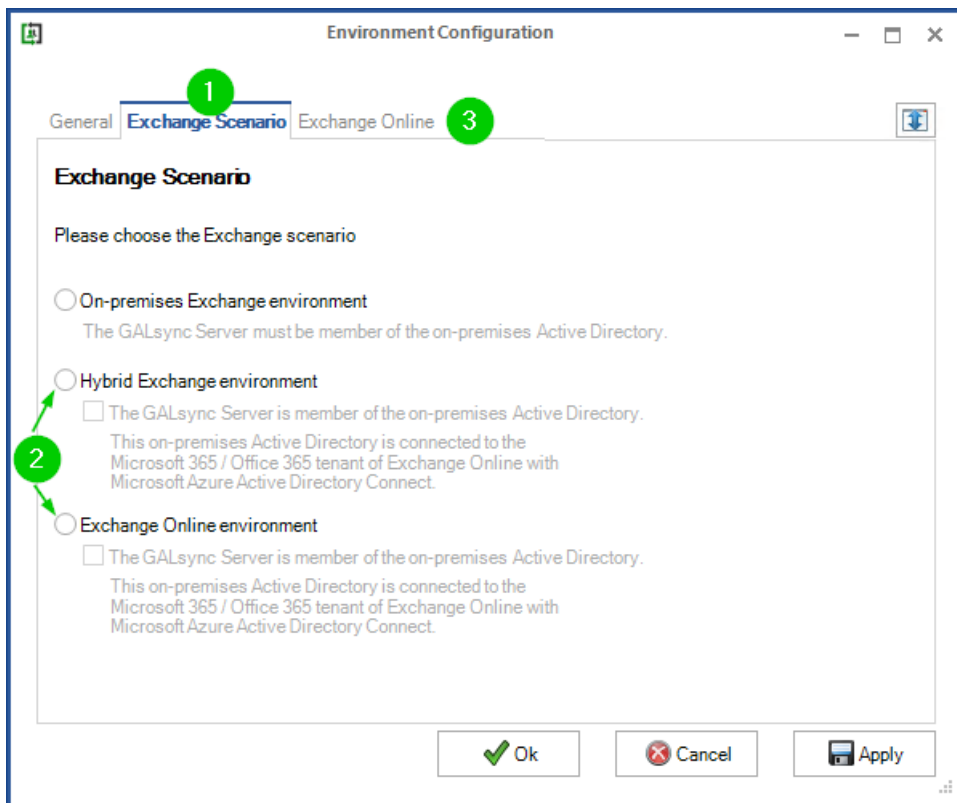 Environment Configuration
1
General Exchange Scenario Exchange Online 3
Exchange Scenario
Please choose the Exchange scenario
On-premises Exchange environment
The GALsync Server must be member of the on-premises Active Directory.
Hybrid Exchange environment
The GALsync Server is member of the on-premises Active Directory.
This on-premises Active Directory is connected to the
2
Microsoft 365 / Office 365 tenant of Exchange Online with
Microsoft Azure Active Directory Connect.
Exchange Online environment
The GALsync Server is member of the on-premises Active Directory.
This on-premises Active Directory is connected to the
Microsoft 365 / Office 365 tenant of Exchange Online with
Microsoft Azure Active Directory Connect.
Ok Cancel Apply